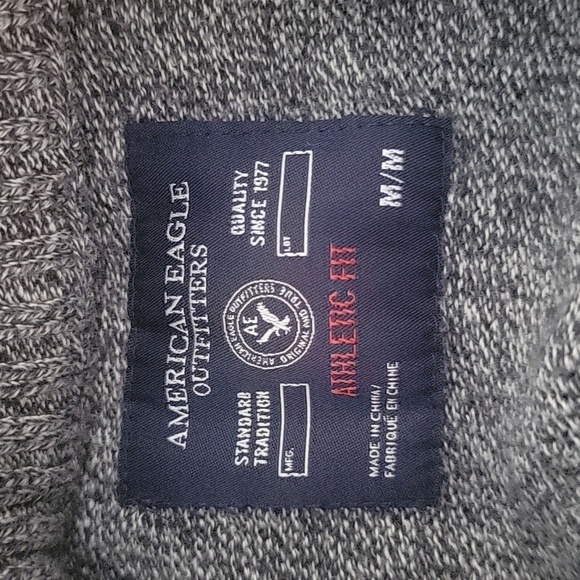 AMERICAN EAGLE
OUTFITTERS
STANDARD
TRADITION
MFG.
AMERICAN EAGLE OUTFITTERS
AE
ORIGINAL AND TRUE
QUALITY
SINCE 1977
LOT
ATHLETIC FIT
MADE IN CHINA/
FABRIQUÉ EN CHINE
M/M